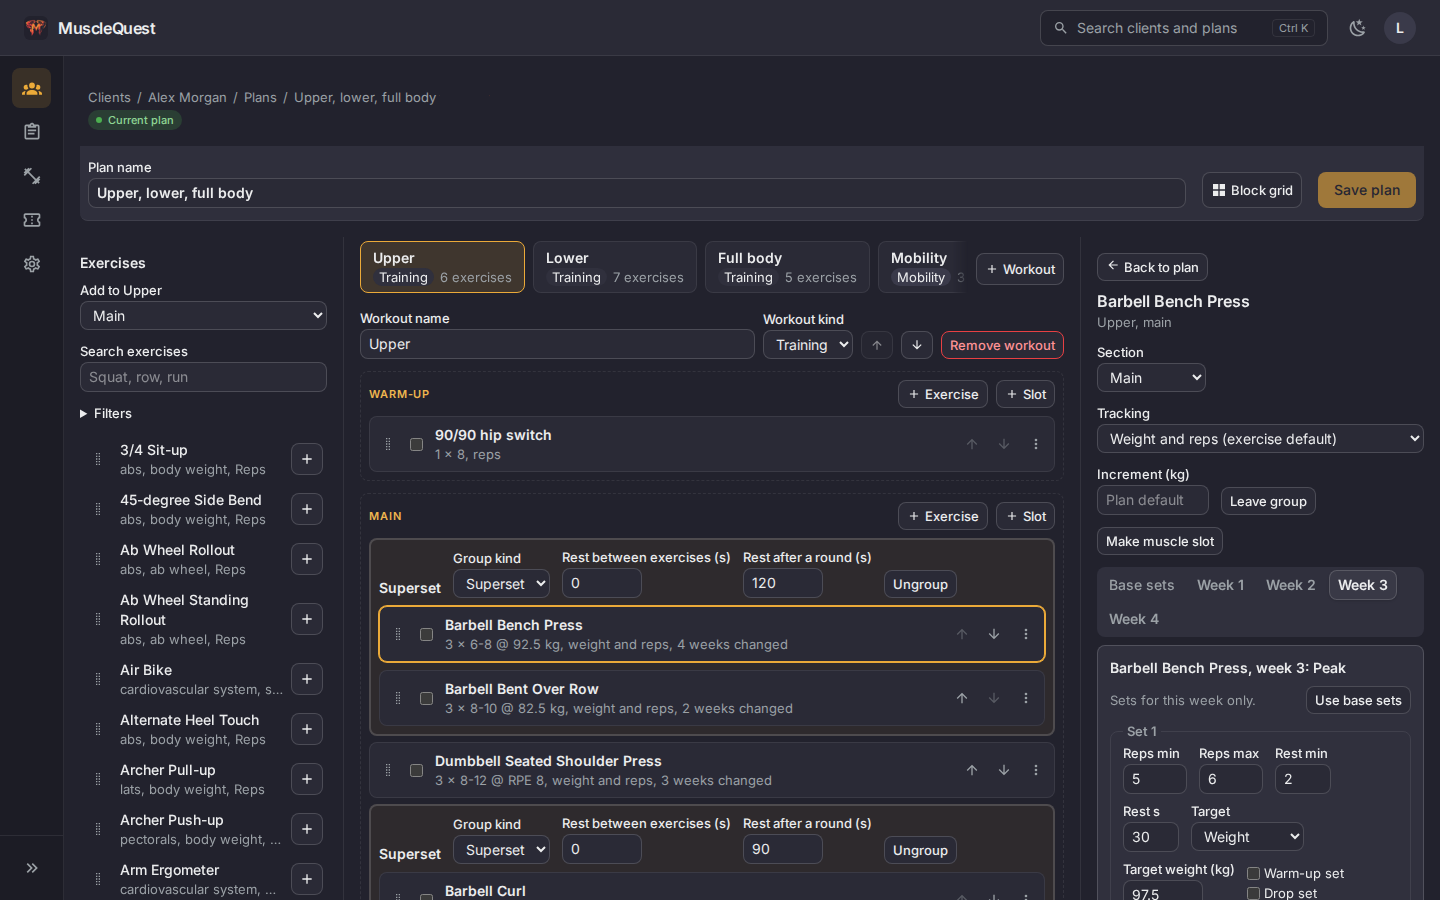 MuscleQuest
Search clients and plans
Ctrl K
L
Clients / Alex Morgan / Plans / Upper, lower, full body
Current plan
Plan name
Upper, lower, full body
Block grid
Save plan
Exercises
Add to Upper
Main
Search exercises
Squat, row, run
Filters
3/4 Sit-up
abs, body weight, Reps
45-degree Side Bend
abs, body weight, Reps
Ab Wheel Rollout
abs, ab wheel, Reps
Ab Wheel Standing
Rollout
abs, ab wheel, Reps
Air Bike
cardiovascular system, s...
Alternate Heel Touch
abs, body weight, Reps
Archer Pull-up
lats, body weight, Reps
Archer Push-up
pectorals, body weight, ...
Arm Ergometer
cardiovascular system, ...
Upper
Training 6 exercises
Lower
Training 7 exercises
Full body
Training 5 exercises
Mobility
Mobility 3
+ Workout
Workout name
Upper
Workout kind
Training
Remove workout
WARM-UP
+ Exercise
+ Slot
90/90 hip switch
1 × 8, reps
MAIN
+ Exercise
+ Slot
Superset
Group kind
Superset
Rest between exercises (s)
0
Rest after a round (s)
120
Ungroup
Barbell Bench Press
3 × 6-8 @ 92.5 kg, weight and reps, 4 weeks changed
Barbell Bent Over Row
3 × 8-10 @ 82.5 kg, weight and reps, 2 weeks changed
Dumbbell Seated Shoulder Press
3 × 8-12 @ RPE 8, weight and reps, 3 weeks changed
Superset
Group kind
Superset
Rest between exercises (s)
0
Rest after a round (s)
90
Ungroup
Barbell Curl
Back to plan
Barbell Bench Press
Upper, main
Section
Main
Tracking
Weight and reps (exercise default)
Increment (kg)
Plan default
Leave group
Make muscle slot
Base sets Week 1 Week 2 Week 3
Week 4
Barbell Bench Press, week 3: Peak
Sets for this week only.
Use base sets
Set 1
Reps min Reps max Rest min
5 6 2
Rest s Target
30 Weight
Target weight (kg)
97.5
Warm-up set
Drop set